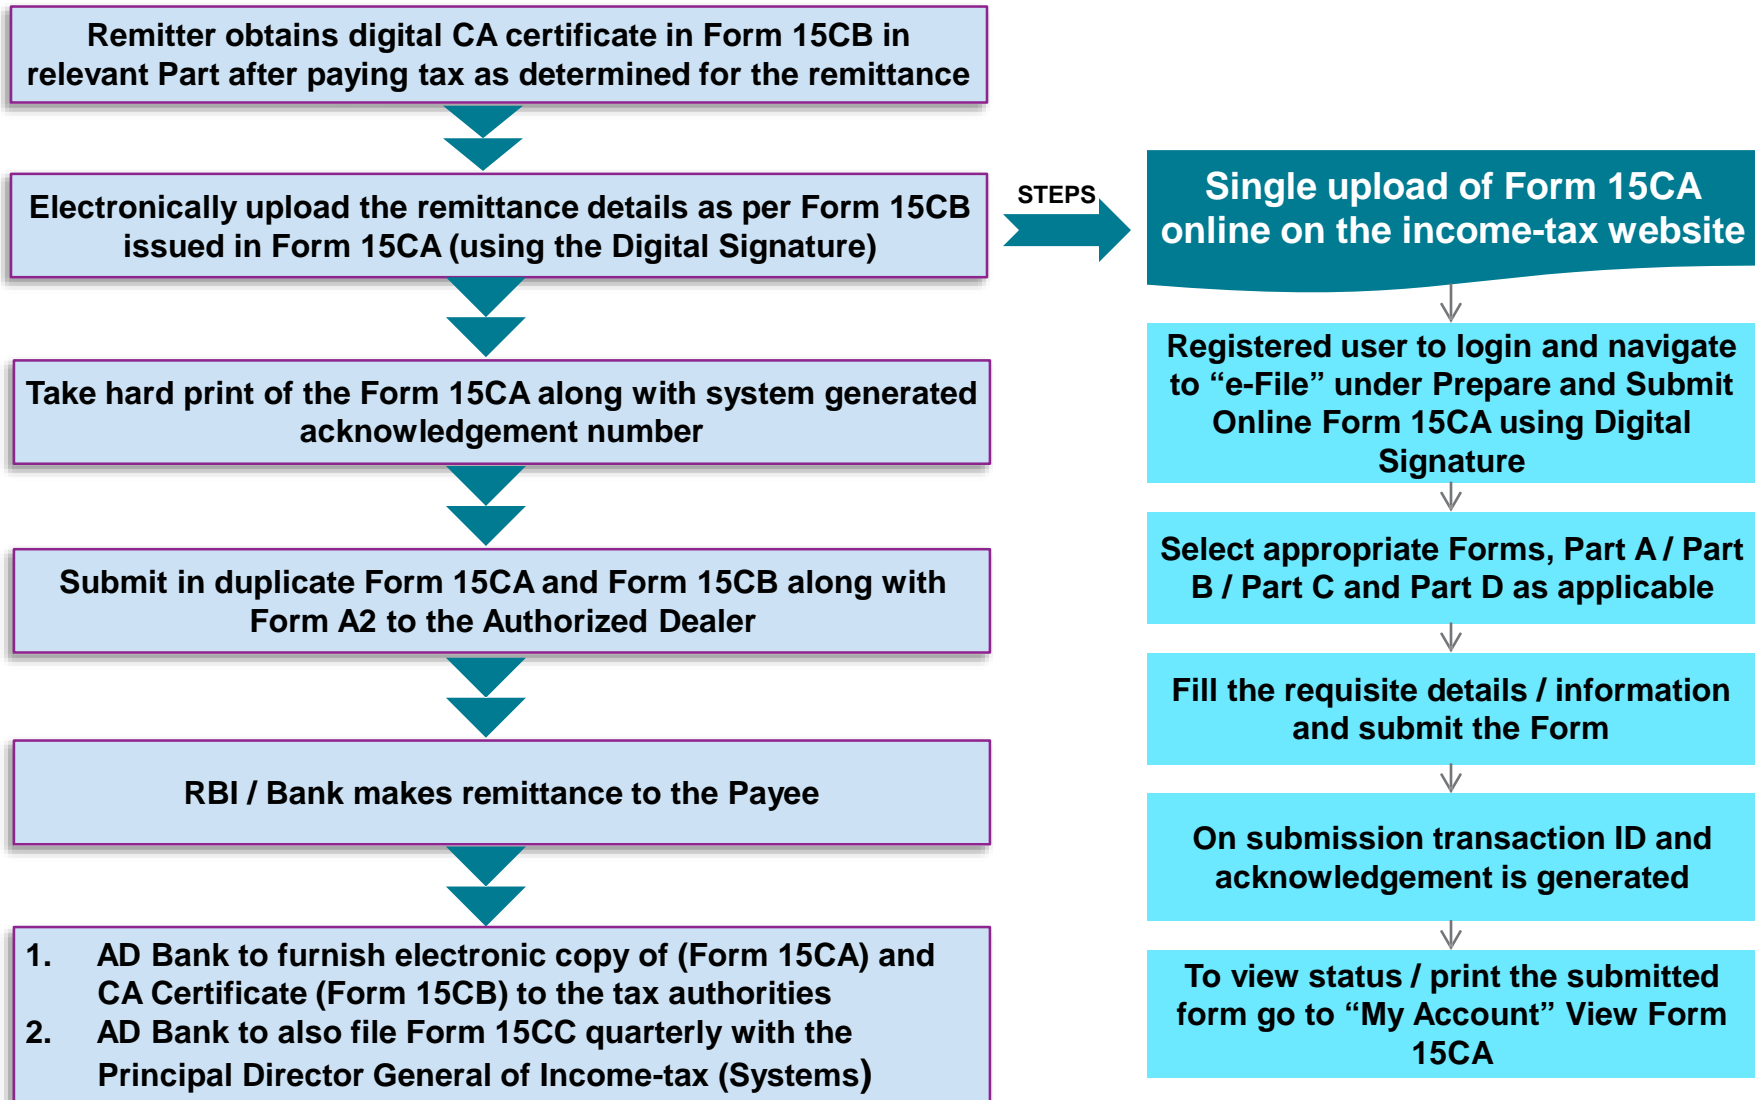 Remitter obtains digital CA certificate in Form 15CB in
relevant Part after paying tax as determined for the remittance
Electronically upload the remittance details as per Form 15CB
issued in Form 15CA (using the Digital Signature)
Take hard print of the Form 15CA along with system generated
acknowledgement number
Submit in duplicate Form 15CA and Form 15CB along with
Form A2 to the Authorized Dealer
RBI / Bank makes remittance to the Payee
1. AD Bank to furnish electronic copy of (Form 15CA) and
CA Certificate (Form 15CB) to the tax authorities
2. AD Bank to also file Form 15CC quarterly with the
Principal Director General of Income-tax (Systems)
STEPS
Single upload of Form 15CA
online on the income-tax website
Registered user to login and navigate
to “e-File” under Prepare and Submit
Online Form 15CA using Digital
Signature
Select appropriate Forms, Part A / Part
B / Part C and Part D as applicable
Fill the requisite details / information
and submit the Form
On submission transaction ID and
acknowledgement is generated
To view status / print the submitted
form go to “My Account” View Form
15CA